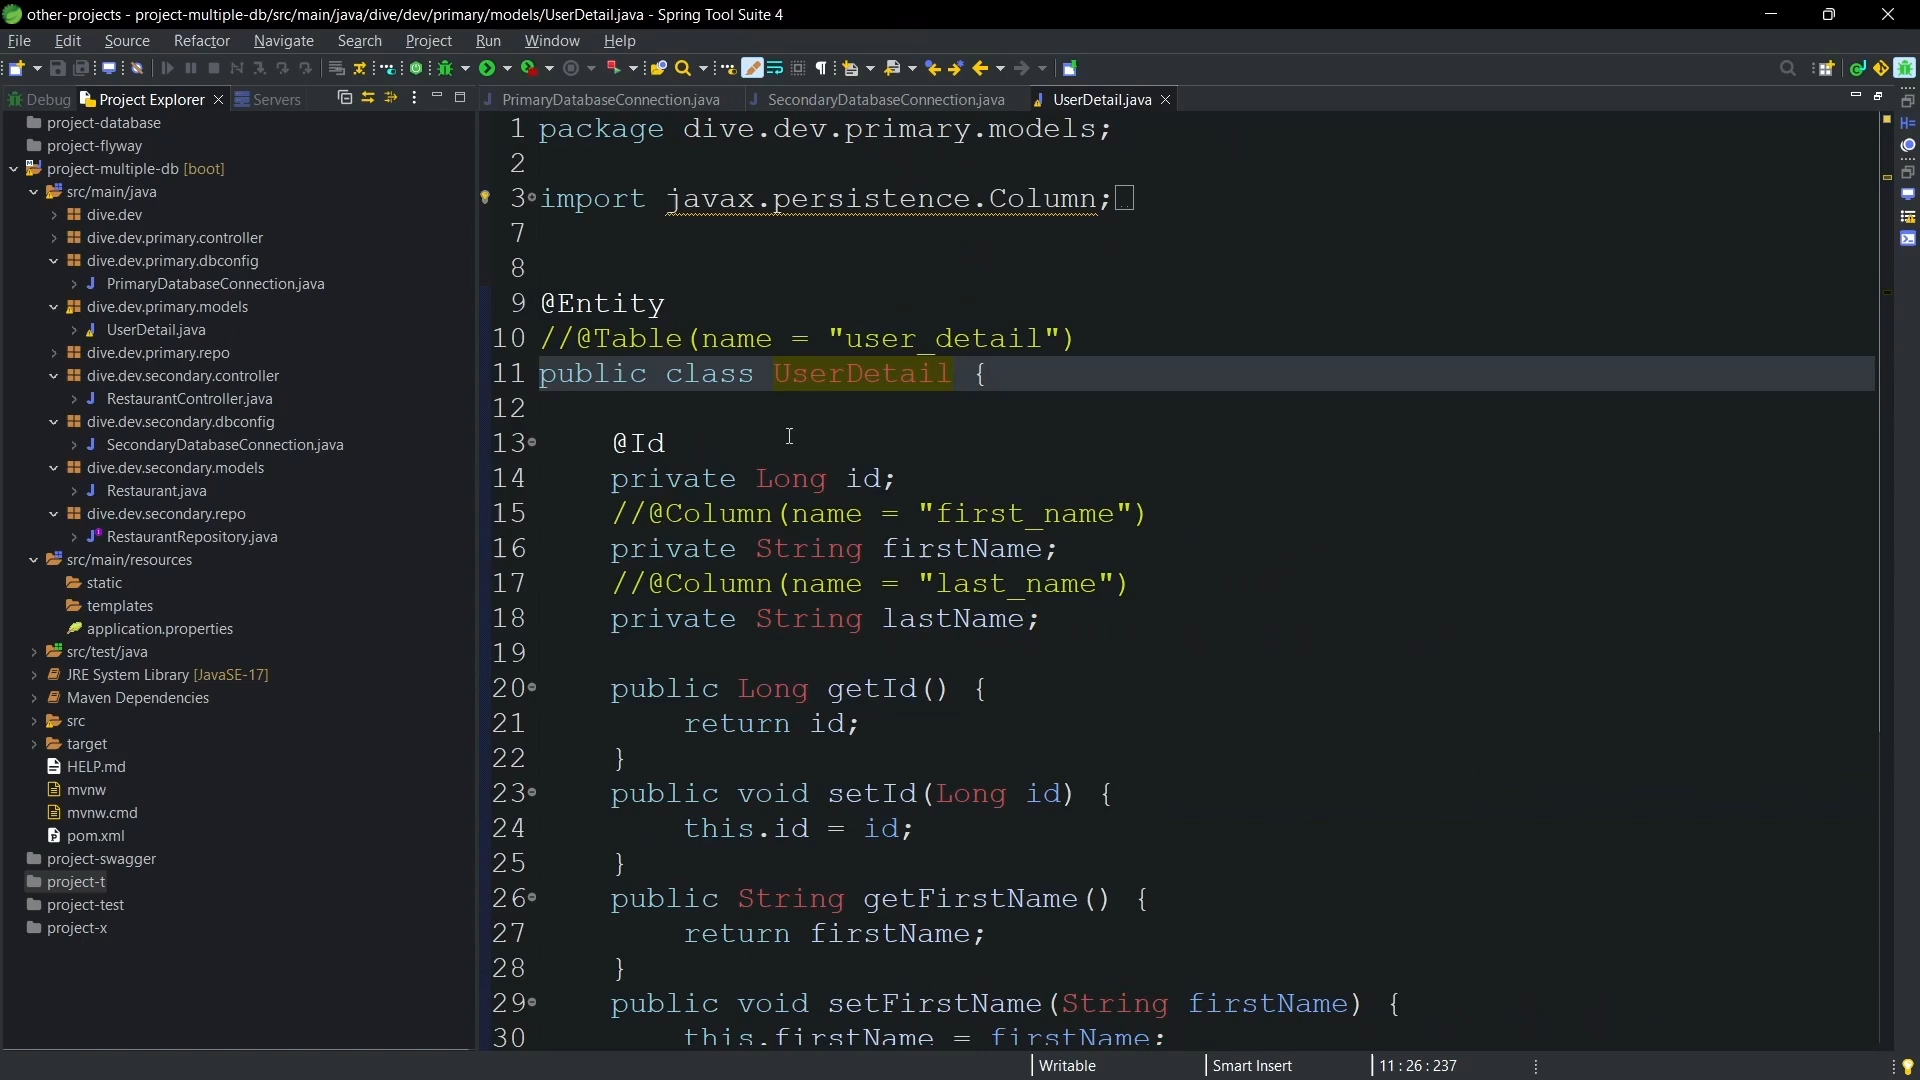 other-projects - project-multiple-db/src/main/java/dive/dev/primary/models/UserDetail.java - Spring Tool Suite 4
File Edit Source Refactor Navigate Search Project Run Window Help
Debug Project Explorer Servers
PrimaryDatabaseConnection.java SecondaryDatabaseConnection.java UserDetail.java
project-database
project-flyway
project-multiple-db [boot]
src/main/java
dive.dev
dive.dev.primary.controller
dive.dev.primary.dbconfig
PrimaryDatabaseConnection.java
dive.dev.primary.models
UserDetail.java
dive.dev.primary.repo
dive.dev.secondary.controller
RestaurantController.java
dive.dev.secondary.dbconfig
SecondaryDatabaseConnection.java
dive.dev.secondary.models
Restaurant.java
dive.dev.secondary.repo
RestaurantRepository.java
src/main/resources
static
templates
application.properties
src/test/java
JRE System Library [JavaSE-17]
Maven Dependencies
src
target
HELP.md
mvnw
mvnw.cmd
pom.xml
project-swagger
project-t
project-test
project-x
1 package dive.dev.primary.models;
2
3 import javax.persistence.Column;
7
8
9 @Entity
10 //@Table(name = "user_detail")
11 public class UserDetail {
12
13 @Id
14 private Long id;
15 //@Column(name = "first_name")
16 private String firstName;
17 //@Column(name = "last_name")
18 private String lastName;
19
20 public Long getId() {
21 return id;
22 }
23 public void setId(Long id) {
24 this.id = id;
25 }
26 public String getFirstName() {
27 return firstName;
28 }
29 public void setFirstName(String firstName) {
30 this.firstName = firstName;
Writable Smart Insert 11 : 26 : 237